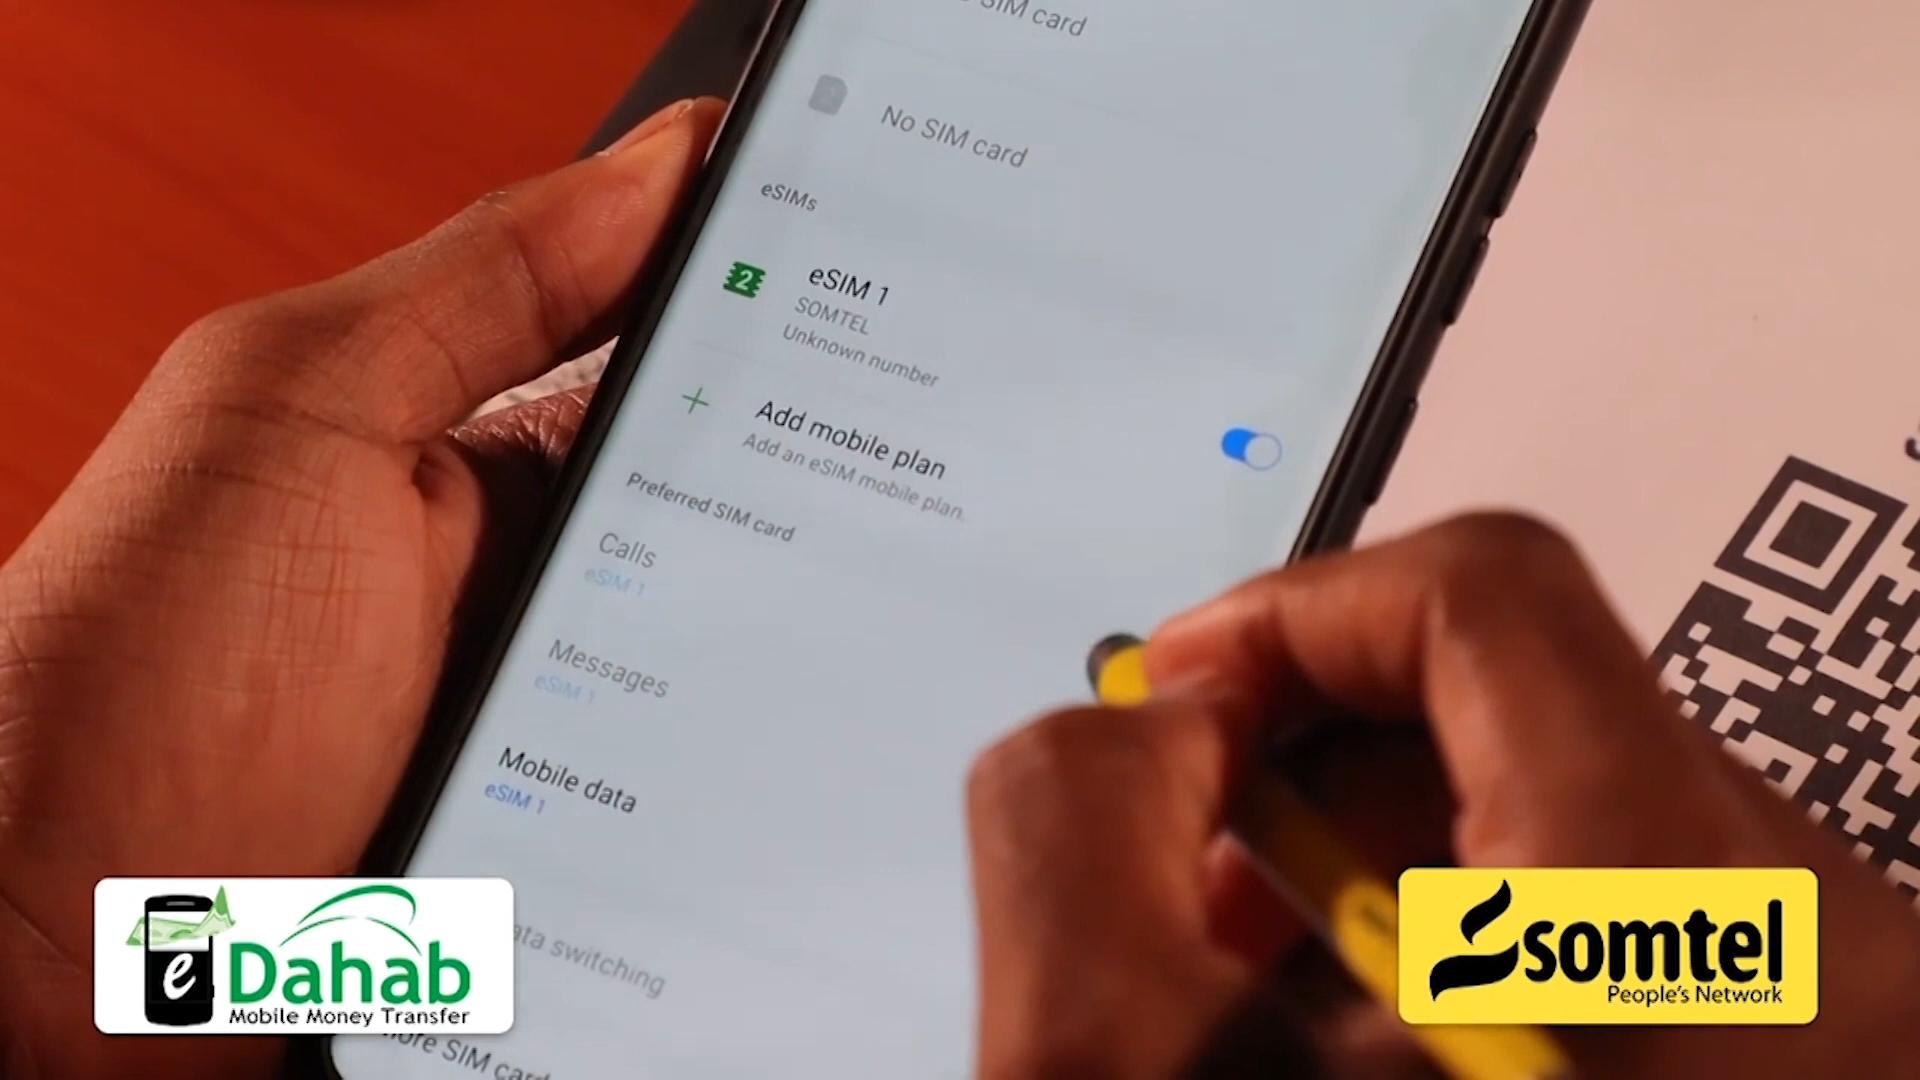 SIM card
No SIM card
eSIMs
2
eSIM 1
SOMTEL
Unknown number
Add mobile plan
Add an eSIM mobile plan.
Preferred SIM card
Calls
eSIM 1
Messages
eSIM 1
Mobile data
eSIM 1
ata switching
ore SIM card
e
Dahab
Mobile Money Transfer
somtel
People's Network